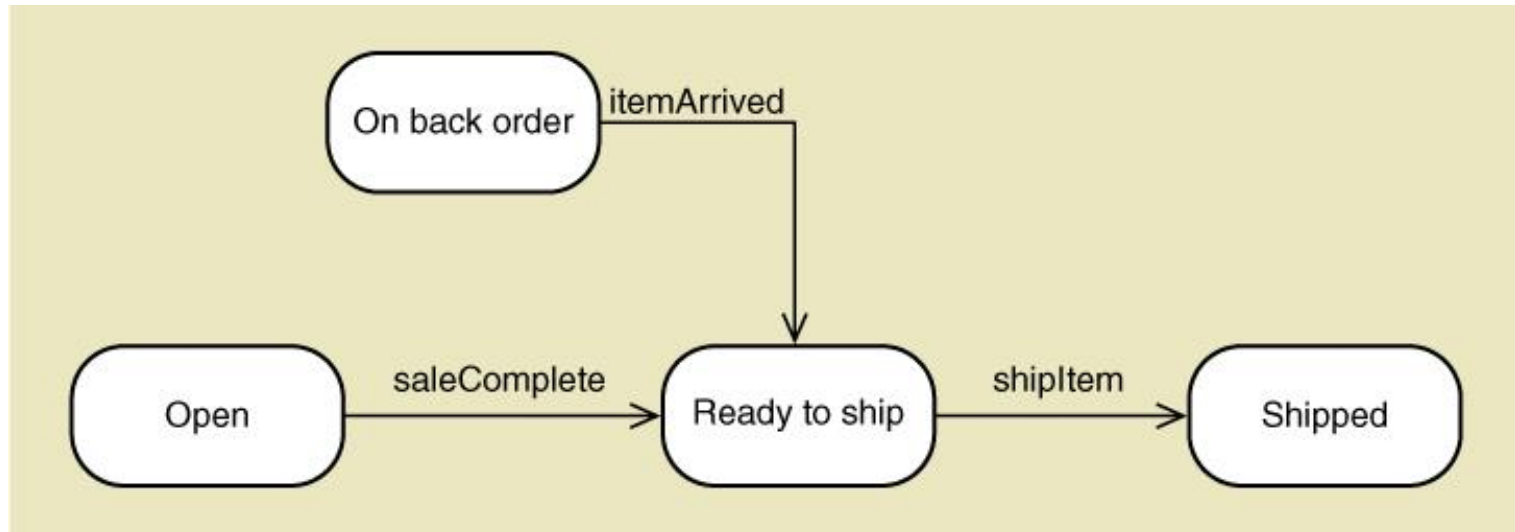 On back order
itemArrived
Open
saleComplete
Ready to ship
shipItem
Shipped